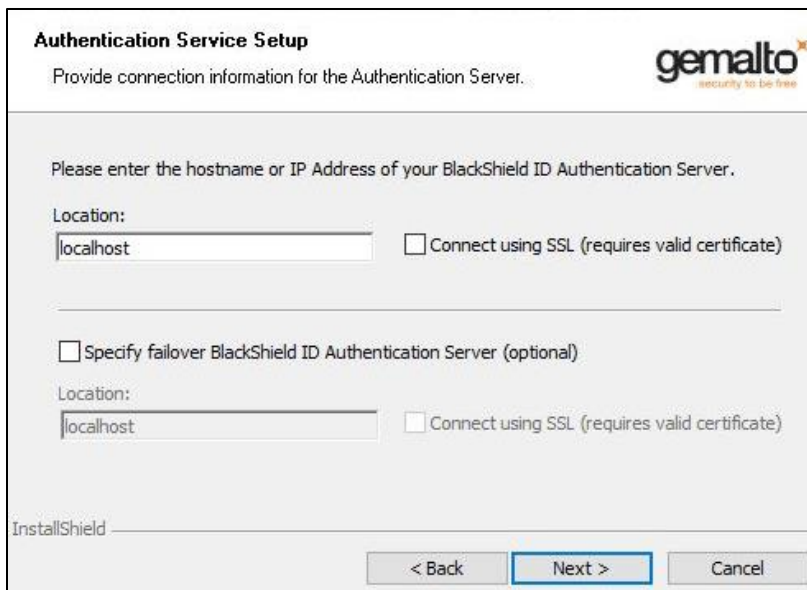 Authentication Service Setup
Provide connection information for the Authentication Server.
gemalto
security to be free
Please enter the hostname or IP Address of your BlackShield ID Authentication Server.
Location:
localhost
Connect using SSL (requires valid certificate)
Specify failover BlackShield ID Authentication Server (optional)
Location:
localhost
Connect using SSL (requires valid certificate)
InstallShield
< Back
Next >
Cancel